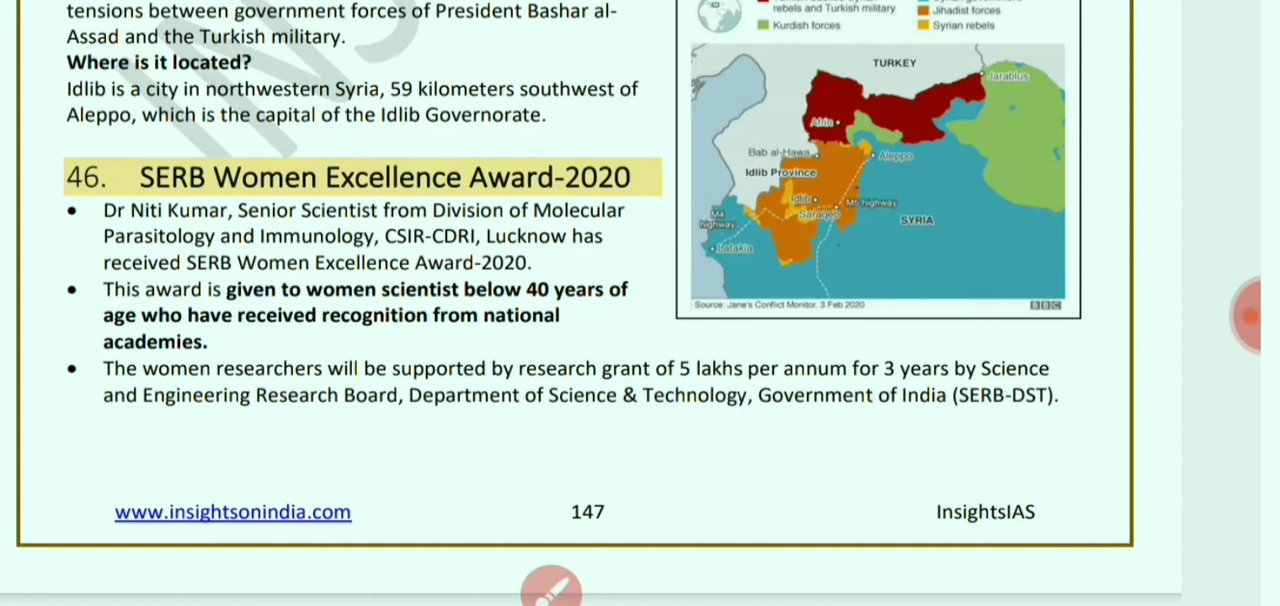 tensions between government forces of President Bashar al-
Assad and the Turkish military.
Where is it located?
Idlib is a city in northwestern Syria, 59 kilometers southwest of
Aleppo, which is the capital of the Idlib Governorate.
rebels and Turkish military
Kurdish forces
Jihadist forces
Syrian rebels
TURKEY
Jarablus
Afrin
Bab al-Hawa
Aleppo
Idlib Province
Idlib
M5 highway
Saraqeb
M4
highway
SYRIA
Latakia
Source: Jane's Conflict Monitor, 3 Feb 2020
BBC
46. SERB Women Excellence Award-2020
• Dr Niti Kumar, Senior Scientist from Division of Molecular
Parasitology and Immunology, CSIR-CDRI, Lucknow has
received SERB Women Excellence Award-2020.
• This award is given to women scientist below 40 years of
age who have received recognition from national
academies.
• The women researchers will be supported by research grant of 5 lakhs per annum for 3 years by Science
and Engineering Research Board, Department of Science & Technology, Government of India (SERB-DST).
www.insightsonindia.com
147
InsightsIAS